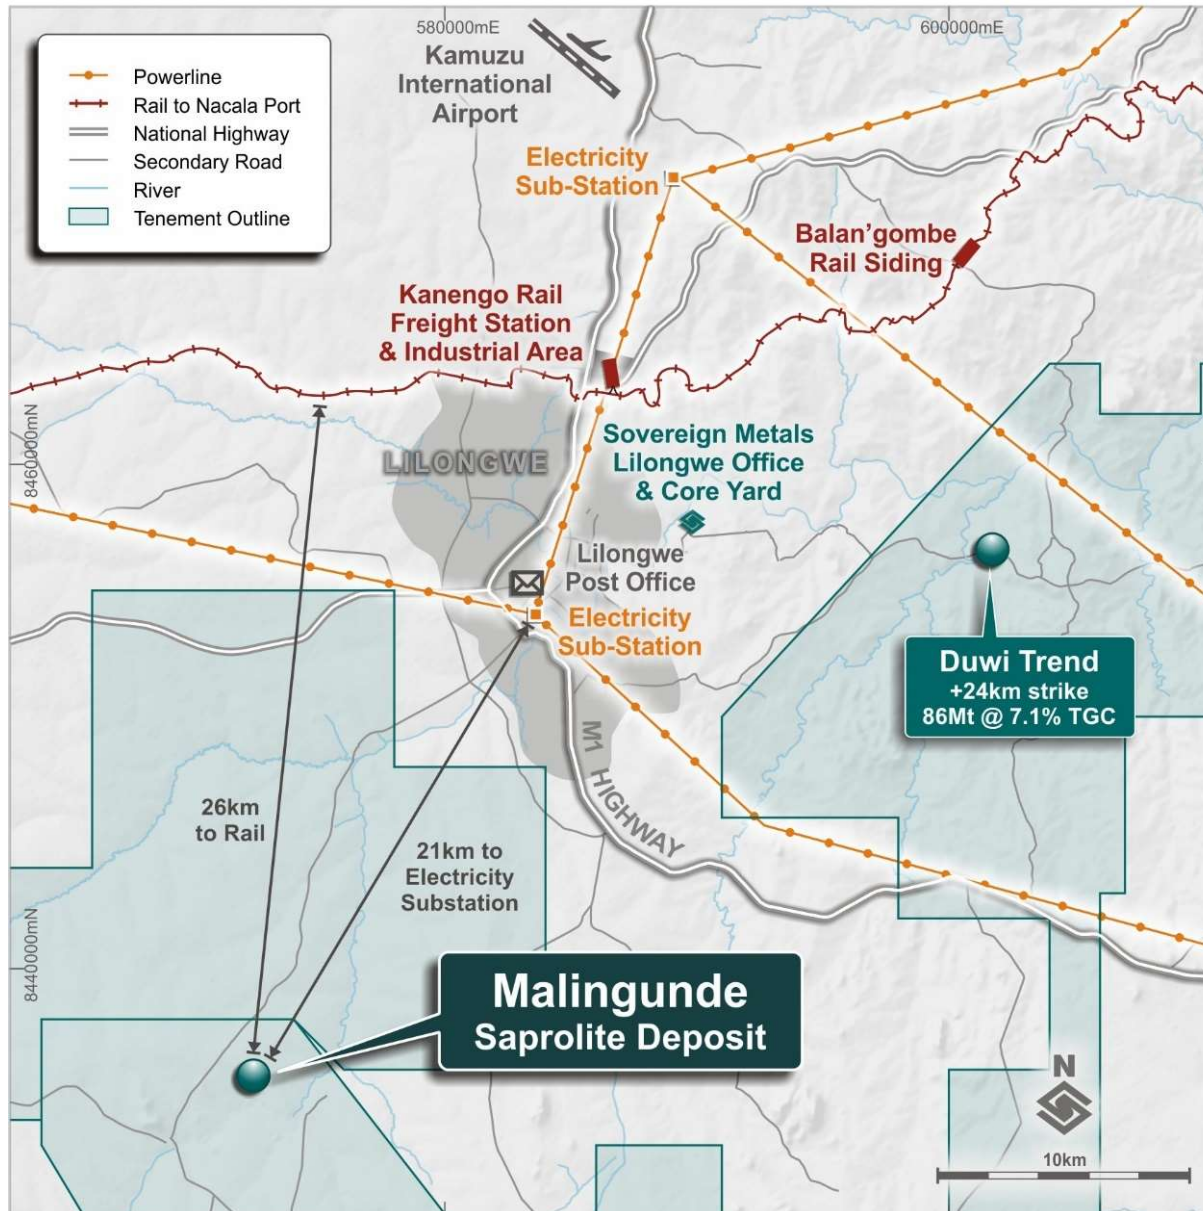 580000mE
600000mE
Powerline
Rail to Nacala Port
National Highway
Secondary Road
River
Tenement Outline
Kamuzu
International
Airport
Electricity
Sub-Station
Balan'gombe
Rail Siding
Kanengo Rail
Freight Station
& Industrial Area
8460000mN
LILONGWE
Sovereign Metals
Lilongwe Office
& Core Yard
Lilongwe
Post Office
Electricity
Sub-Station
Duwi Trend
+24km strike
86Mt @ 7.1% TGC
M1 HIGHWAY
26km
to Rail
21km to
Electricity
Substation
8440000mN
Malingunde
Saprolite Deposit
N
10km